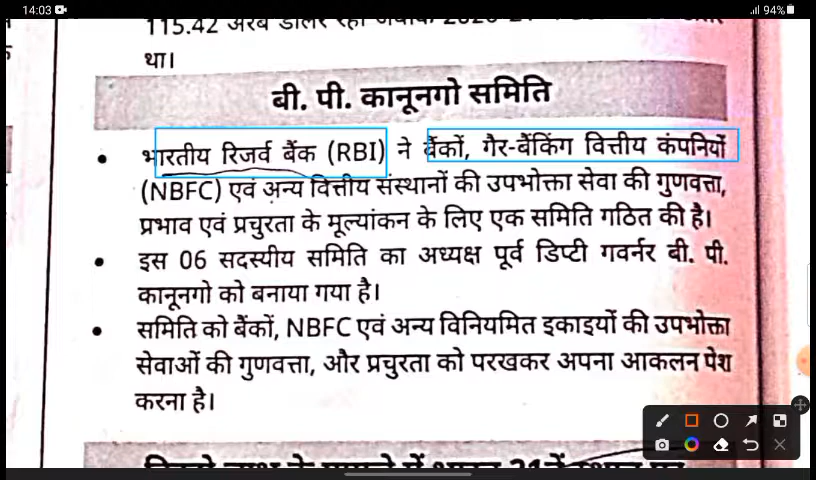 14:03
94%
115.42 अरब डॉलर रहा
था।
बी. पी. कानूनगो समिति
• भारतीय रिजर्व बैंक (RBI) ने बैंकों, गैर-बैंकिंग वित्तीय कंपनियों
(NBFC) एवं अन्य वित्तीय संस्थानों की उपभोक्ता सेवा की गुणवत्ता,
प्रभाव एवं प्रचुरता के मूल्यांकन के लिए एक समिति गठित की है।
• इस 06 सदस्यीय समिति का अध्यक्ष पूर्व डिप्टी गवर्नर बी. पी.
कानूनगो को बनाया गया है।
• समिति को बैंकों, NBFC एवं अन्य विनियमित इकाइयों की उपभोक्ता
सेवाओं की गुणवत्ता, और प्रचुरता को परखकर अपना आकलन पेश
करना है।